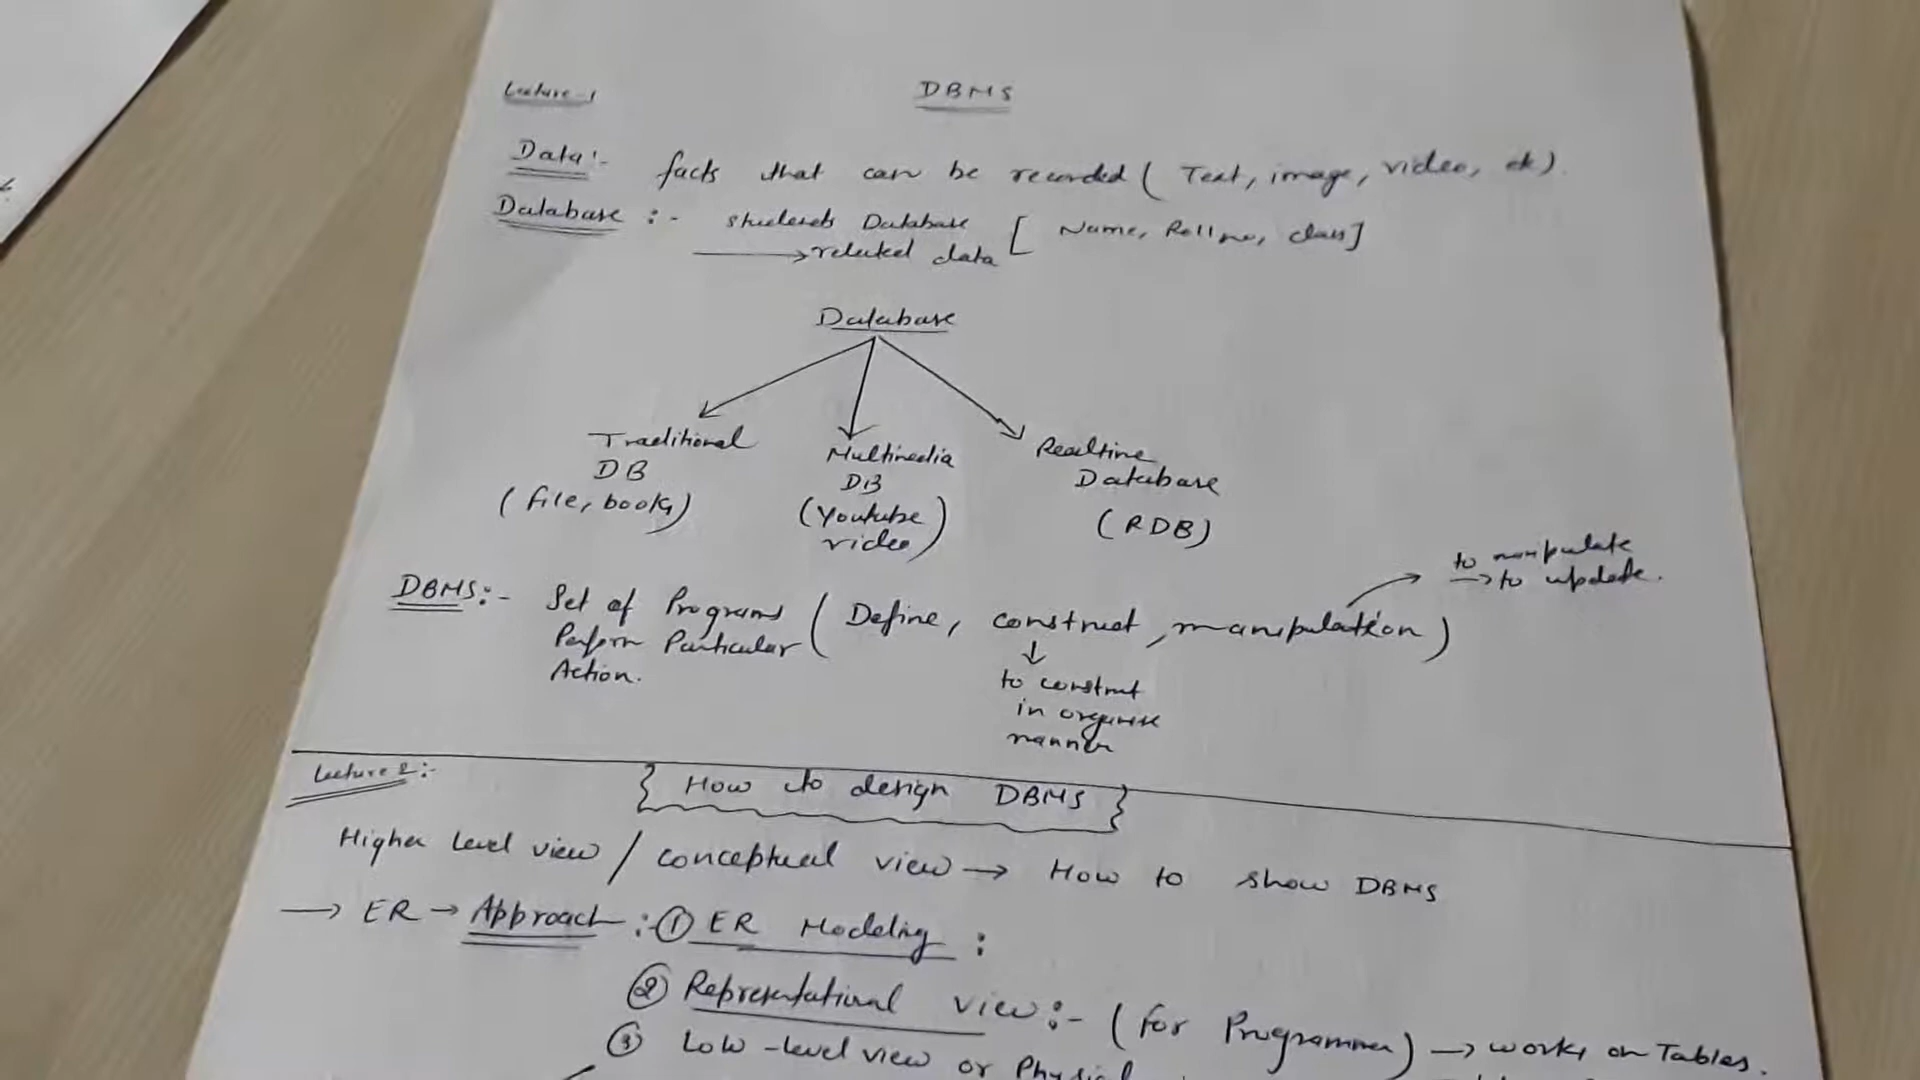 Lecture-1
DBMS
Data:- facts that can be recorded (Text, image, video, etc).
Database :- students Database [Name, Rollno, class]
→ related data
Database
Traditional DB (file, books)
Multimedia DB (Youtube video)
Realtime Database (RDB)
DBMS:- Set of Programs (Define, construct, manipulation)
Perform Particular
Action.
to manipulate
→ to update.
↓
to construct
in organise
manner
Lecture 2:-
{ How to design DBMS }
Higher Level view / conceptual view → How to show DBMS
→ ER → Approach :① ER Modeling :
② Representational view:- (for Programmer) → works on Tables.
③ Low-level view or Physical